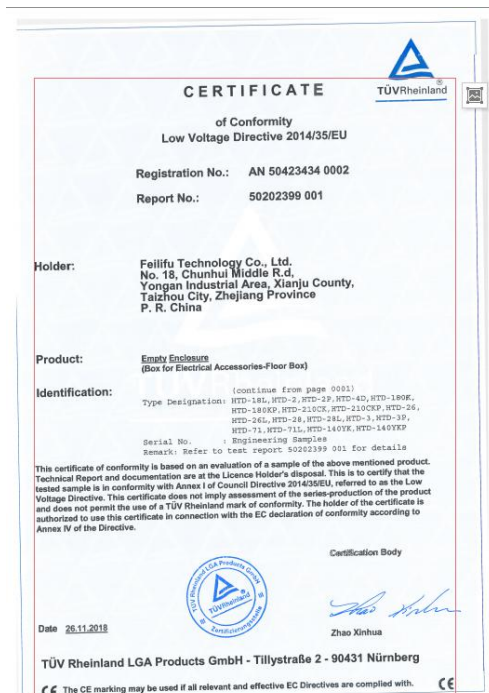 TÜVRheinland
CERTIFICATE
of Conformity
Low Voltage Directive 2014/35/EU
Registration No.: AN 50423434 0002
Report No.: 50202399 001
Holder: Feilifu Technology Co., Ltd.
No. 18, Chunhui Middle R.d,
Yongan Industrial Area, Xianju County,
Taizhou City, Zhejiang Province
P. R. China
Product: Empty Enclosure
(Box for Electrical Accessories-Floor Box)
Identification: (continue from page 0001)
Type Designation: HTD-18L, HTD-2, HTD-2P, HTD-4D, HTD-180K,
HTD-180KP, HTD-210CK, HTD-210CKP, HTD-26,
HTD-26L, HTD-28, HTD-28L, HTD-3, HTD-3P,
HTD-71, HTD-71L, HTD-140YK, HTD-140YKP
Serial No. : Engineering Samples
Remark: Refer to test report 50202399 001 for details
This certificate of conformity is based on an evaluation of a sample of the above mentioned product.
Technical Report and documentation are at the Licence Holder's disposal. This is to certify that the
tested sample is in conformity with Annex I of Council Directive 2014/35/EU, referred to as the Low
Voltage Directive. This certificate does not imply assessment of the series-production of the product
and does not permit the use of a TÜV Rheinland mark of conformity. The holder of the certificate is
authorized to use this certificate in connection with the EC declaration of conformity according to
Annex IV of the Directive.
Certification Body
TÜV Rheinland LGA Products GmbH
TÜVRheinland
Zertifizierungsstelle
Date 26.11.2018
Zhao Xinhua
TÜV Rheinland LGA Products GmbH - Tillystraße 2 - 90431 Nürnberg
CE The CE marking may be used if all relevant and effective EC Directives are complied with. CE